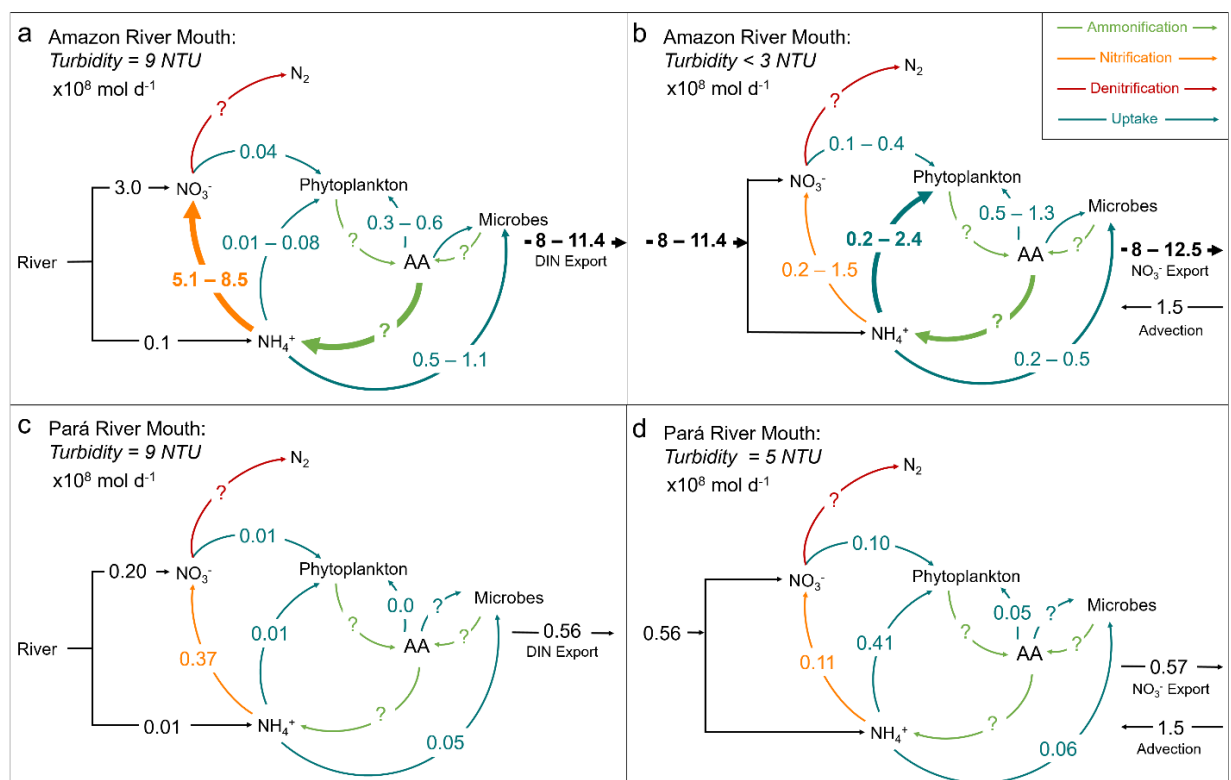 a Amazon River Mouth:
Turbidity = 9 NTU
x10⁸ mol d⁻¹
N₂
?
0.04
3.0
NO₃⁻
Phytoplankton
0.3 – 0.6
Microbes
0.01 – 0.08
?
?
River
AA
8 – 11.4
DIN Export
5.1 – 8.5
?
0.1
NH₄⁺
0.5 – 1.1
b Amazon River Mouth:
Turbidity < 3 NTU
x10⁸ mol d⁻¹
N₂
?
0.1 – 0.4
NO₃⁻
Phytoplankton
0.5 – 1.3
Microbes
8 – 11.4
0.2 – 2.4
?
?
AA
8 – 12.5
NO₃⁻ Export
0.2 – 1.5
1.5
Advection
?
NH₄⁺
0.2 – 0.5
Ammonification
Nitrification
Denitrification
Uptake
c Pará River Mouth:
Turbidity = 9 NTU
x10⁸ mol d⁻¹
N₂
?
0.01
0.20
NO₃⁻
Phytoplankton
0.0
?
Microbes
?
?
0.01
River
AA
0.56
DIN Export
0.37
?
0.01
NH₄⁺
0.05
d Pará River Mouth:
Turbidity = 5 NTU
x10⁸ mol d⁻¹
N₂
?
0.10
NO₃⁻
Phytoplankton
0.05
?
Microbes
0.56
?
?
0.41
AA
0.11
0.57
NO₃⁻ Export
1.5
Advection
?
NH₄⁺
0.06